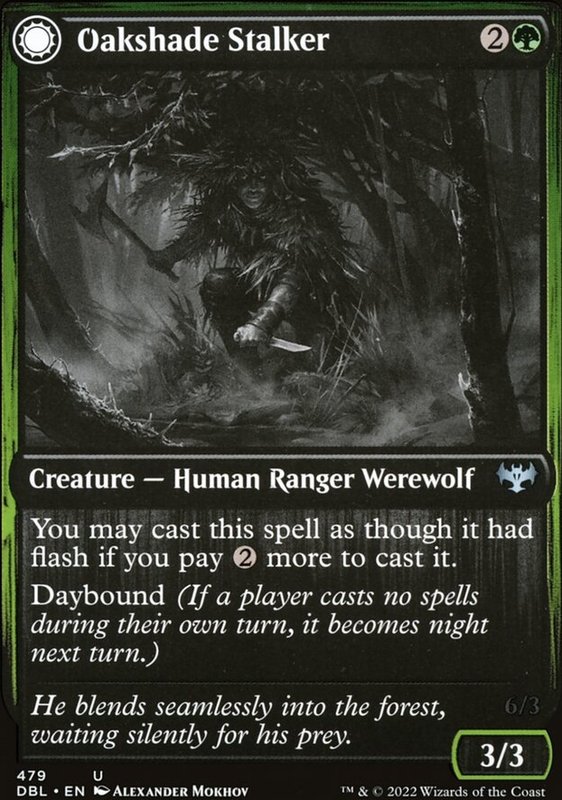 Oakshade Stalker 2
Creature — Human Ranger Werewolf
You may cast this spell as though it had
flash if you pay 2 more to cast it.
Daybound (If a player casts no spells
during their own turn, it becomes night
next turn.)
He blends seamlessly into the forest,
waiting silently for his prey.
6/3
3/3
479 U
DBL • EN Alexander Mokhov
™ & © 2022 Wizards of the Coast